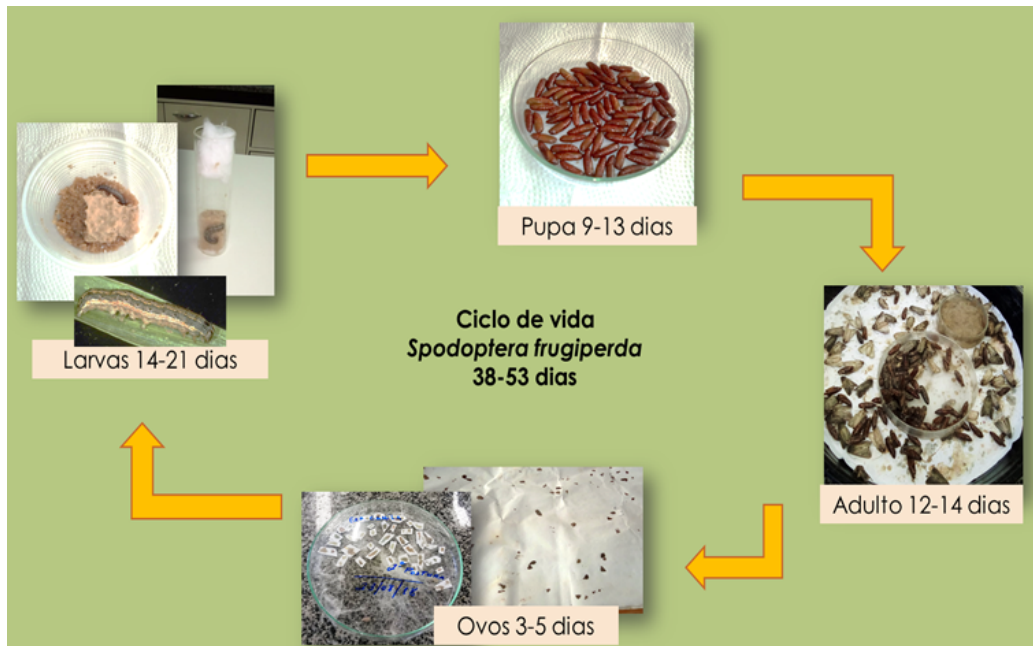 Pupa 9-13 dias
Larvas 14-21 dias
Ciclo de vida
Spodoptera frugiperda
38-53 dias
Adulto 12-14 dias
Ovos 3-5 dias